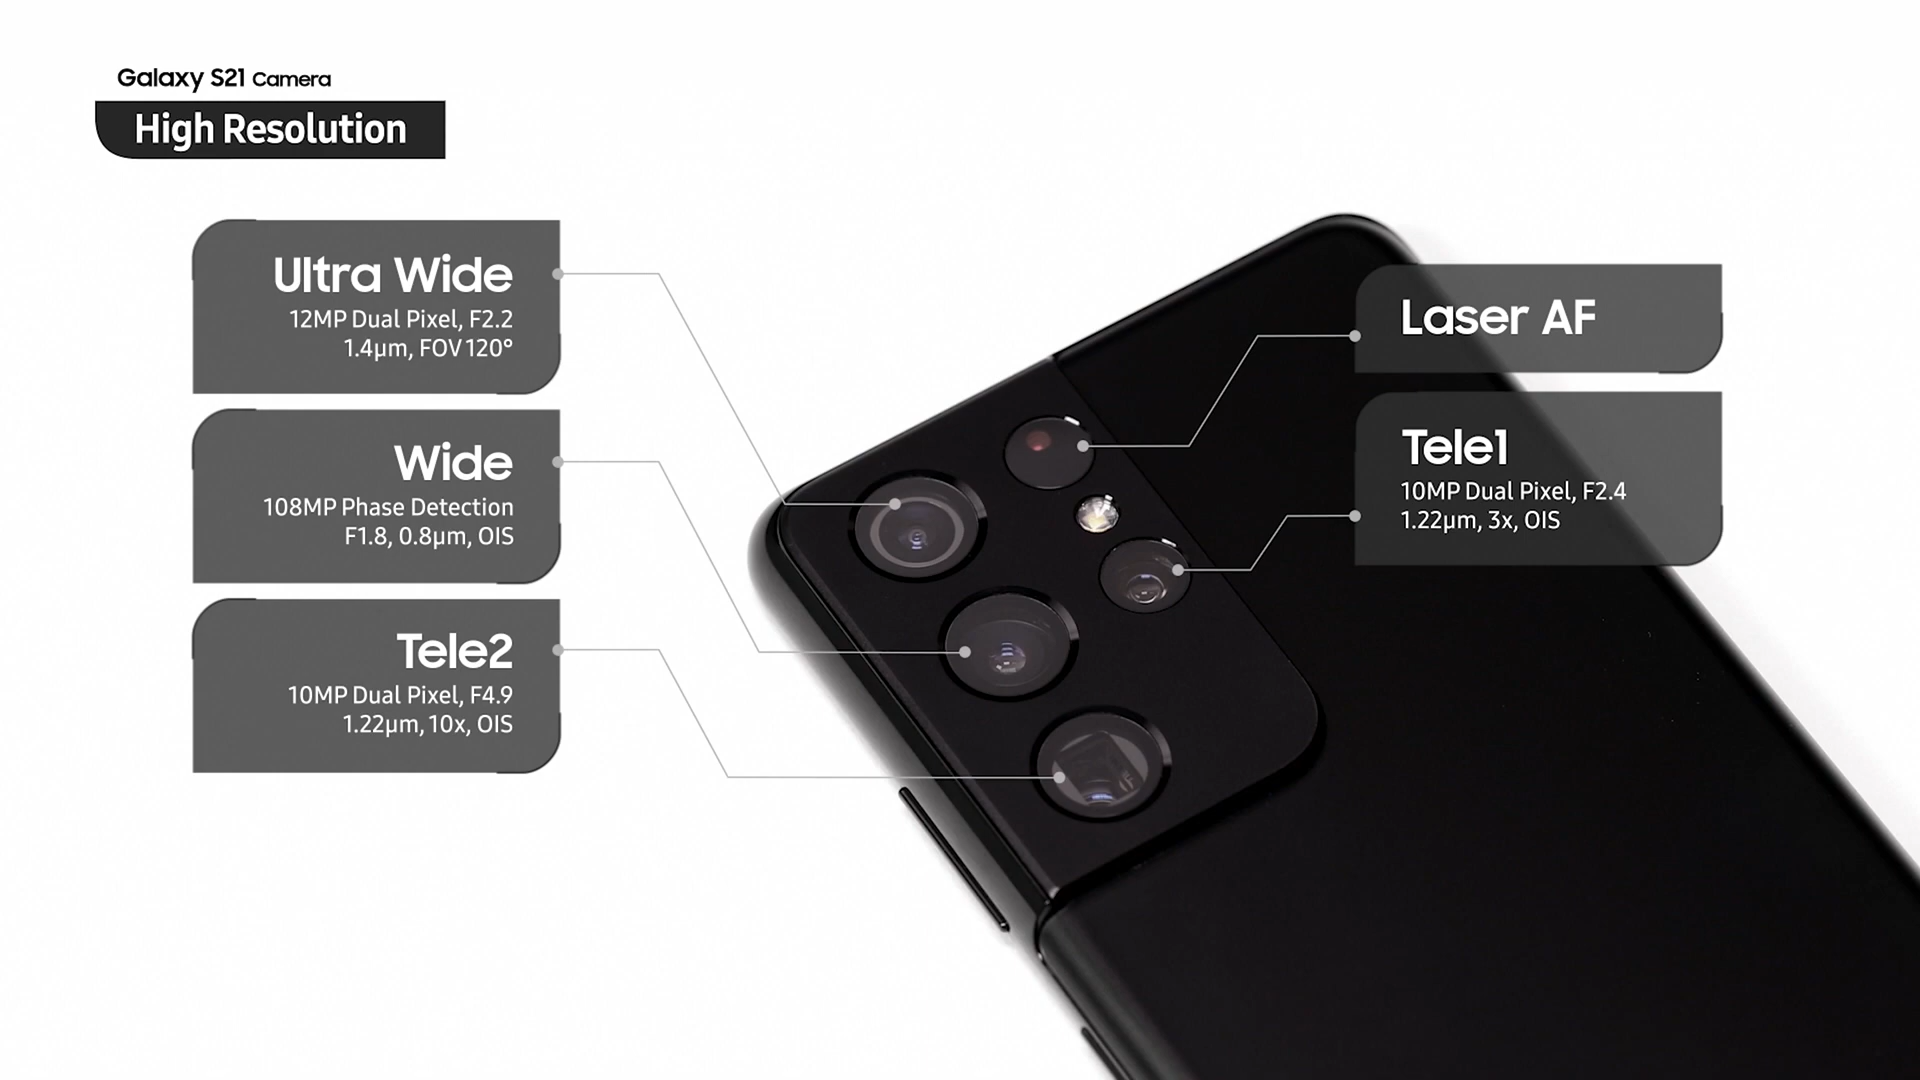 Galaxy S21 Camera
High Resolution
Ultra Wide
12MP Dual Pixel, F2.2
1.4µm, FOV 120°
Wide
108MP Phase Detection
F1.8, 0.8µm, OIS
Tele2
10MP Dual Pixel, F4.9
1.22µm, 10x, OIS
Laser AF
Tele1
10MP Dual Pixel, F2.4
1.22µm, 3x, OIS